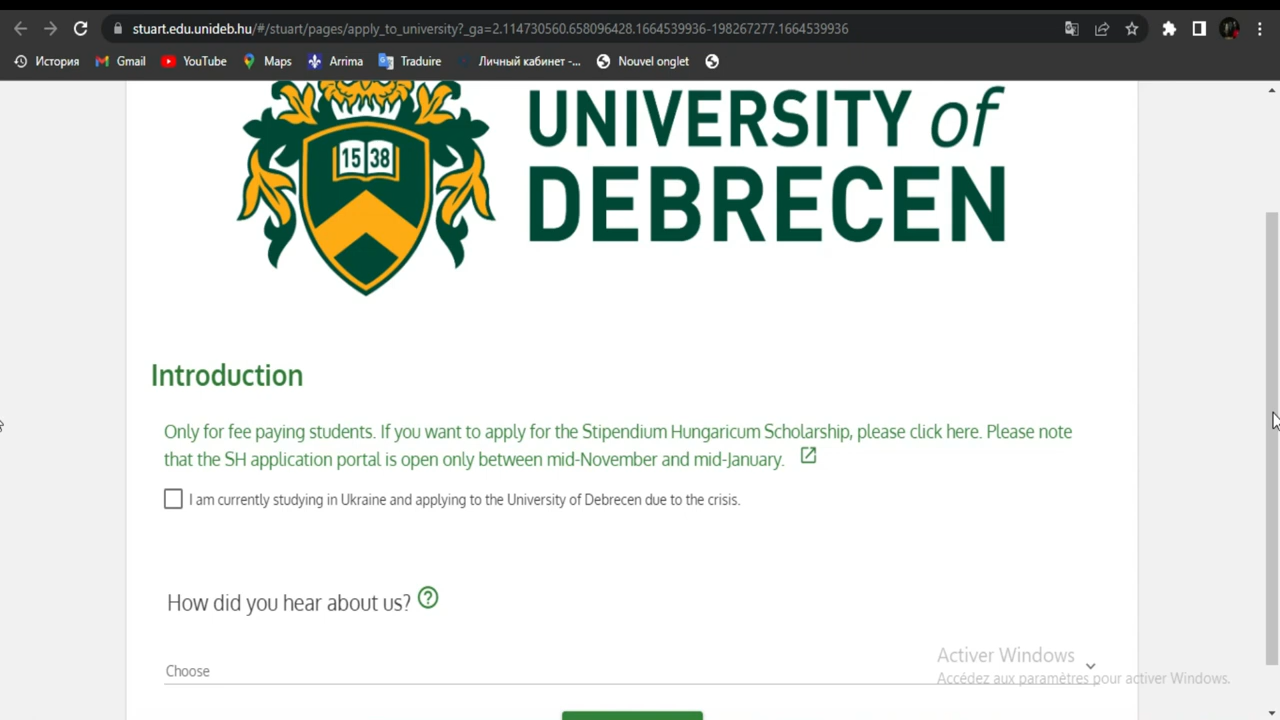 stuart.edu.unideb.hu/#/stuart/pages/apply_to_university?_ga=2.114730560.658096428.1664539936-198267277.1664539936
История Gmail YouTube Maps Arrima Traduire Личный кабинет -... Nouvel onglet
15 38
UNIVERSITY of
DEBRECEN
Introduction
Only for fee paying students. If you want to apply for the Stipendium Hungaricum Scholarship, please click here. Please note
that the SH application portal is open only between mid-November and mid-January.
I am currently studying in Ukraine and applying to the University of Debrecen due to the crisis.
How did you hear about us? ?
Choose
Activer Windows
Accédez aux paramètres pour activer Windows.